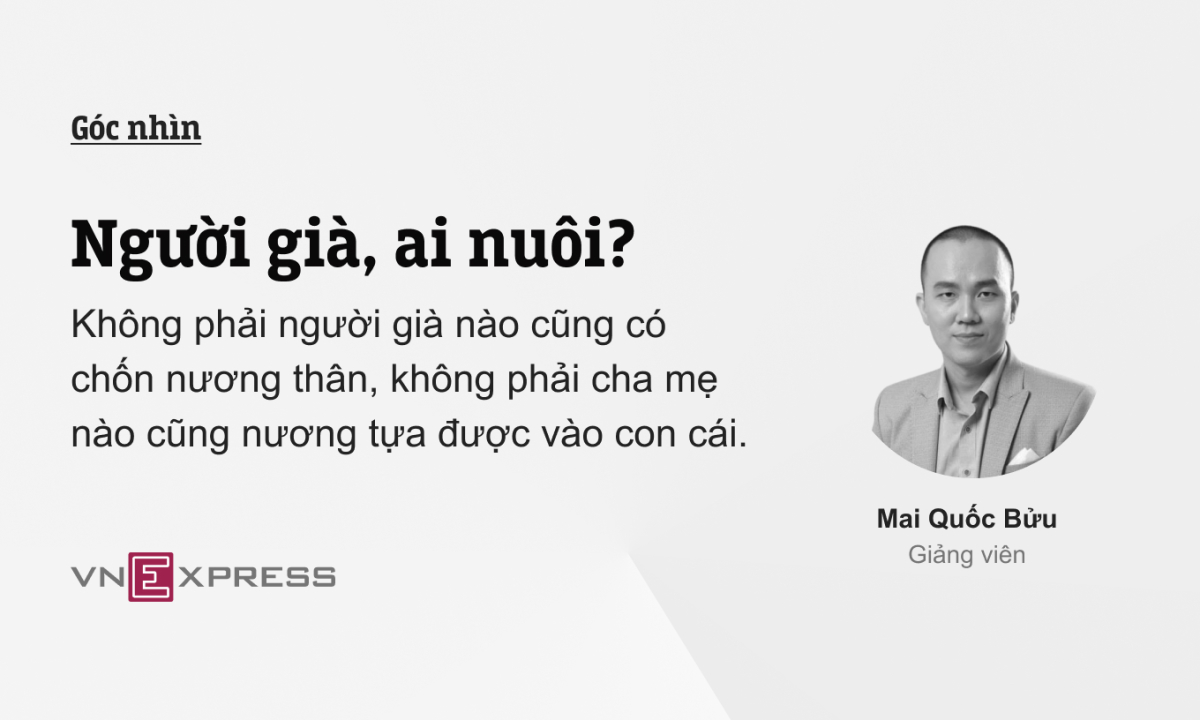 Góc nhìn
Người già, ai nuôi?
Không phải người già nào cũng có
chốn nương thân, không phải cha mẹ
nào cũng nương tựa được vào con cái.
Mai Quốc Bửu
Giảng viên
VNEXPRESS